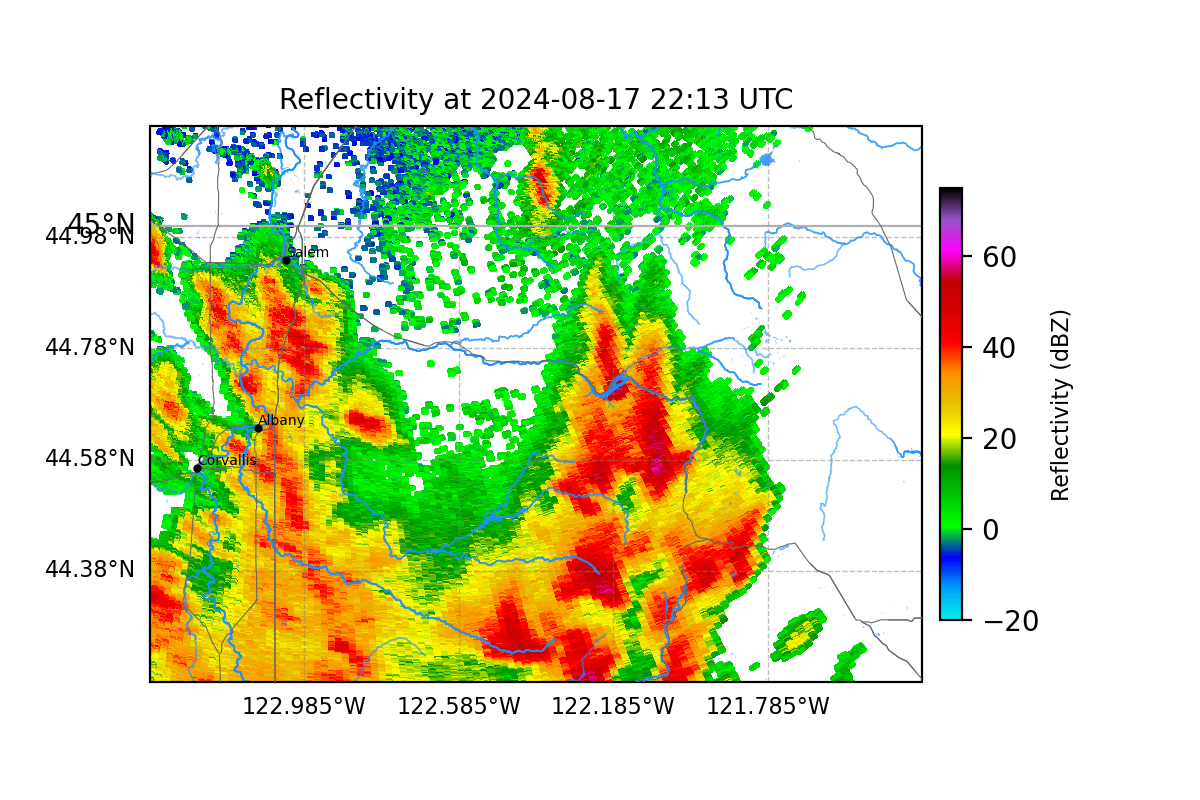 Reflectivity at 2024-08-17 22:13 UTC
45°N
44.98°N
Salem
44.78°N
Albany
44.58°N
Corvallis
44.38°N
122.985°W 122.585°W 122.185°W 121.785°W
60
40
20
0
−20
Reflectivity (dBZ)